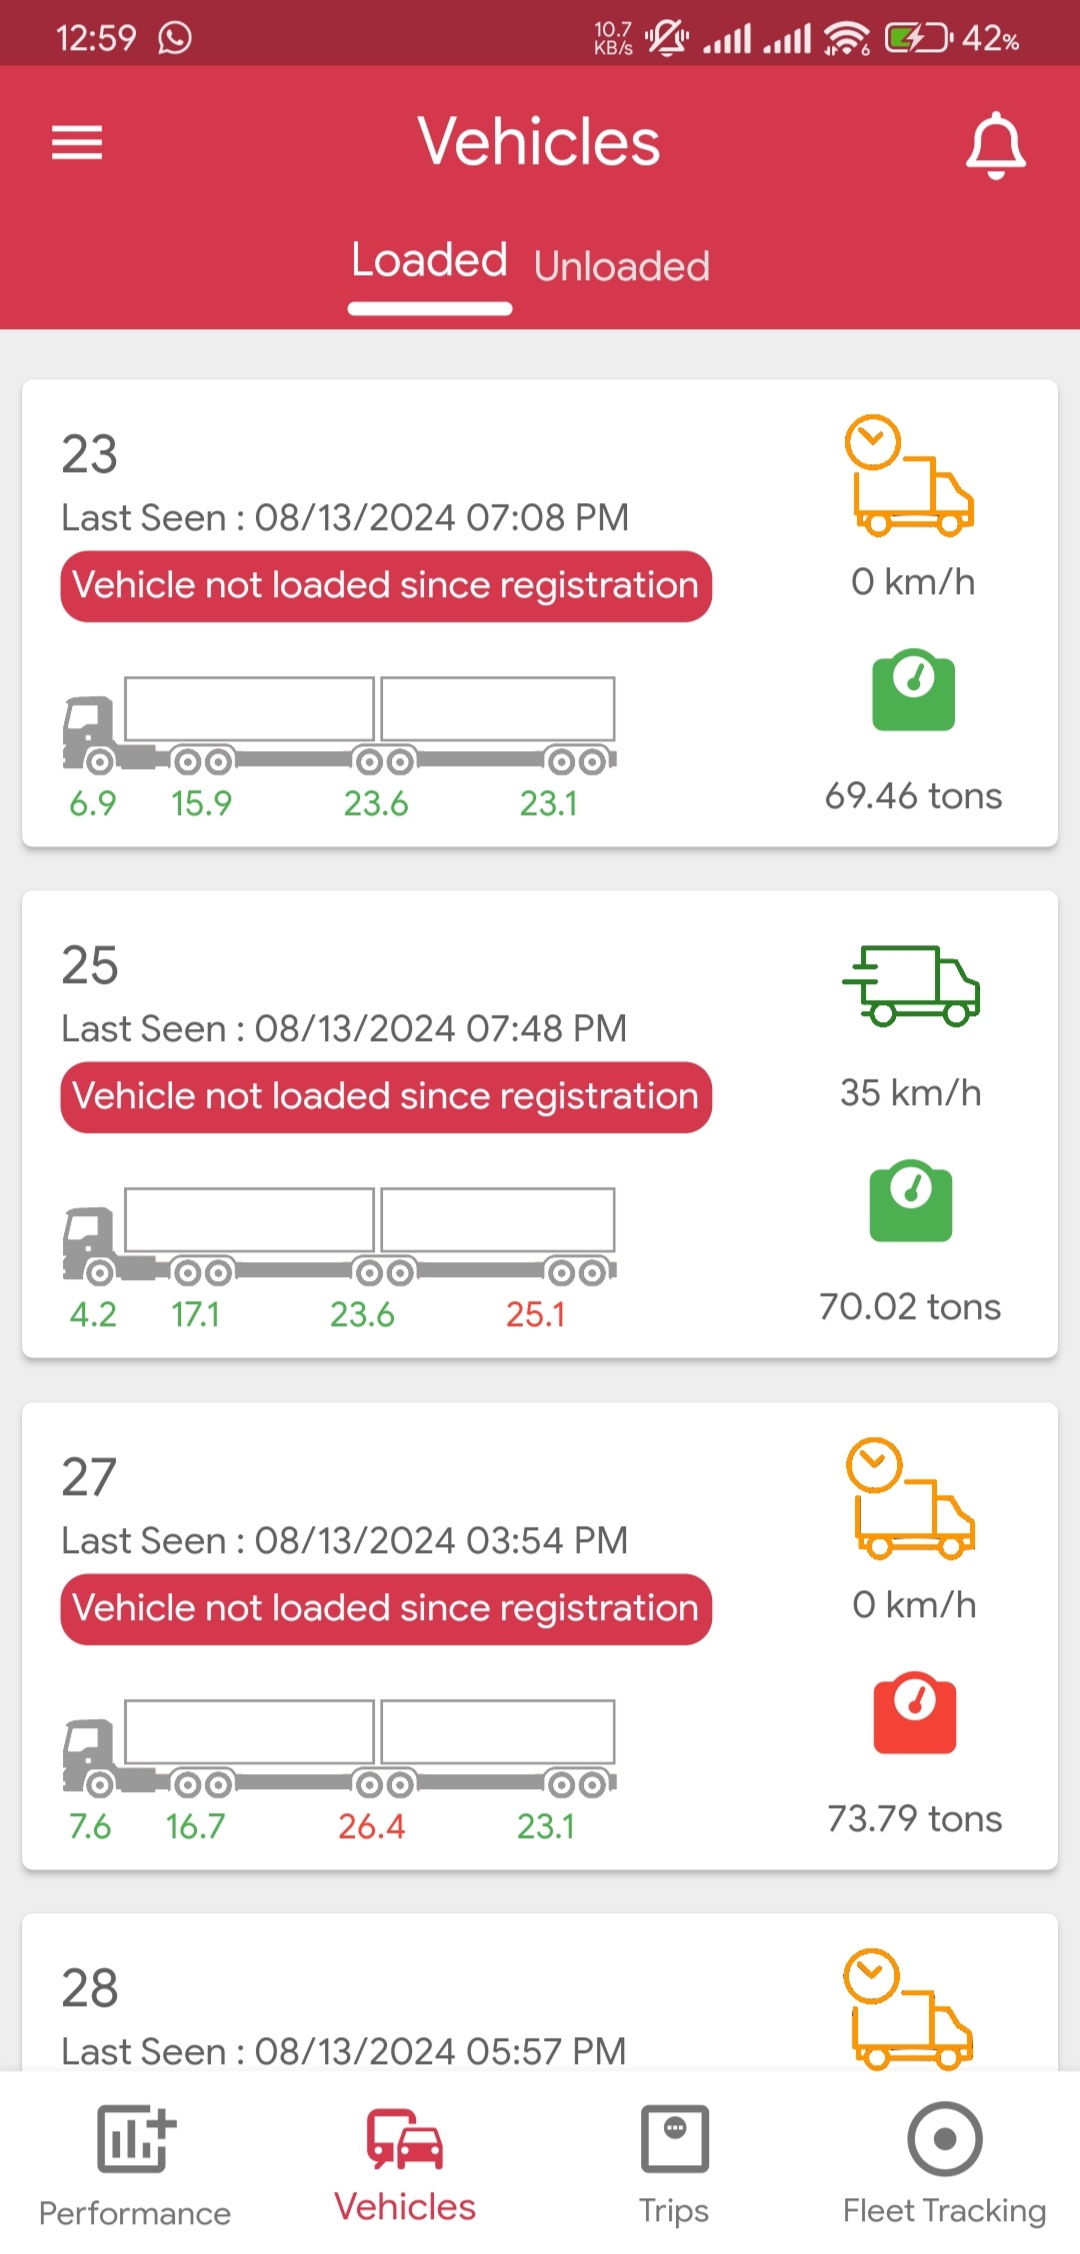 12:59 10.7 KB/s 6 42%
Vehicles
Loaded Unloaded
23
Last Seen : 08/13/2024 07:08 PM
Vehicle not loaded since registration
0 km/h
6.9 15.9 23.6 23.1
69.46 tons
25
Last Seen : 08/13/2024 07:48 PM
Vehicle not loaded since registration
35 km/h
4.2 17.1 23.6 25.1
70.02 tons
27
Last Seen : 08/13/2024 03:54 PM
Vehicle not loaded since registration
0 km/h
7.6 16.7 26.4 23.1
73.79 tons
28
Last Seen : 08/13/2024 05:57 PM
Performance Vehicles Trips Fleet Tracking